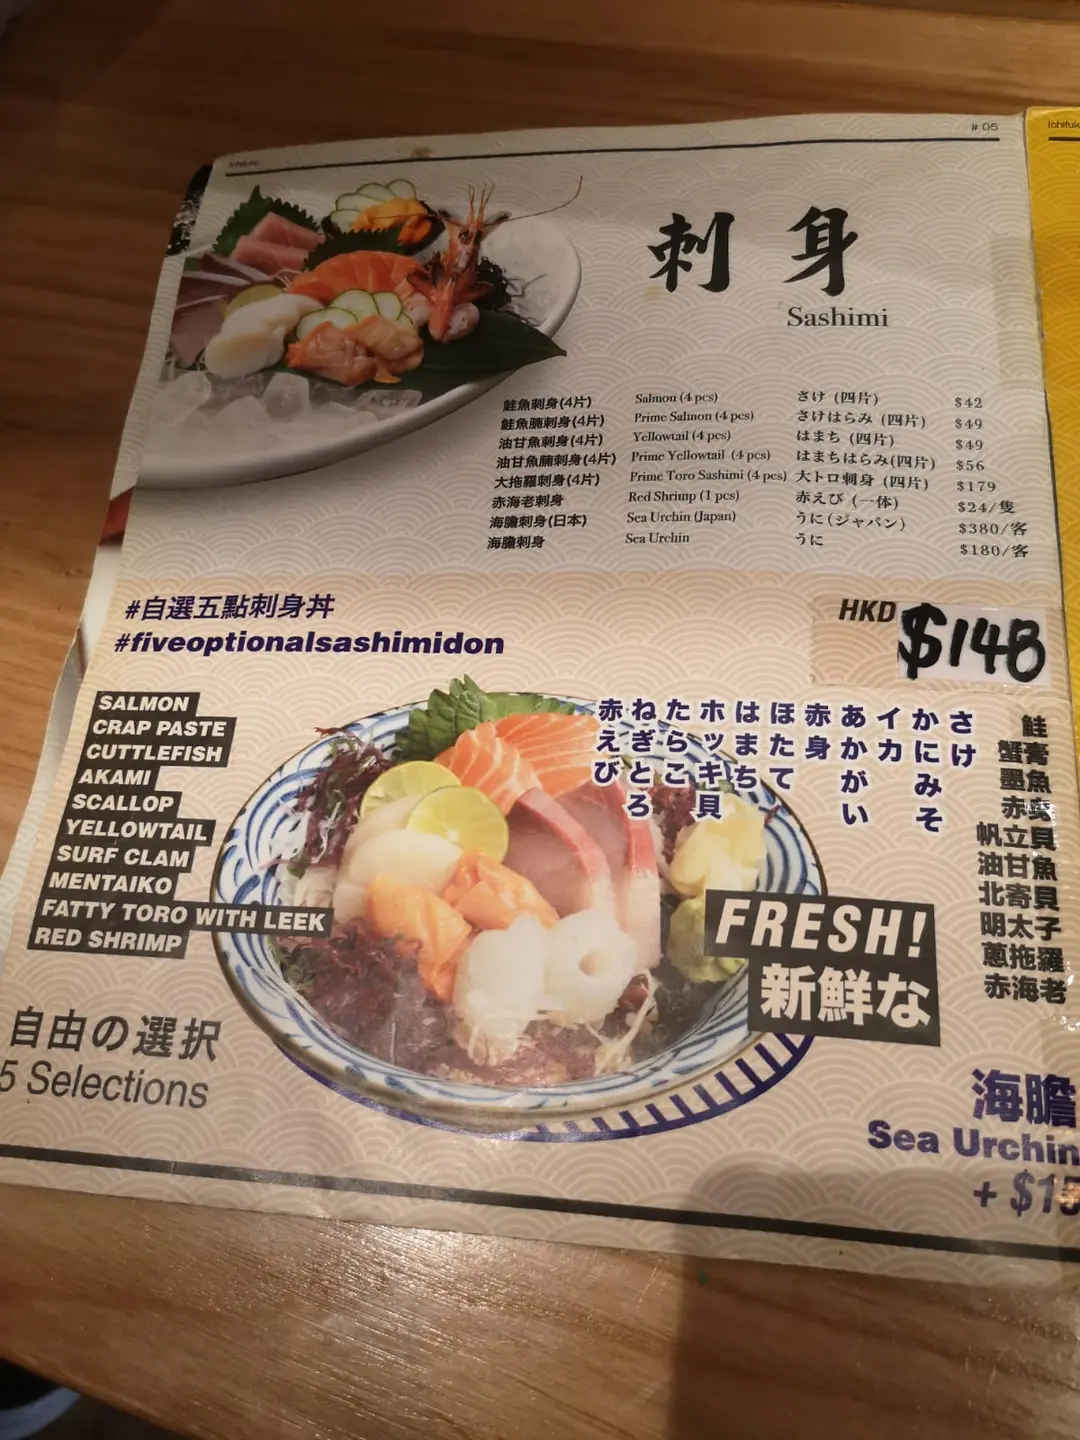 # 05
刺身
Sashimi
鮭魚刺身(4片) Salmon (4 pcs) さけ (四片) $42
鮭魚腩刺身(4片) Prime Salmon (4 pcs) さけはらみ (四片) $49
油甘魚刺身(4片) Yellowtail (4 pcs) はまち (四片) $49
油甘魚腩刺身(4片) Prime Yellowtail (4 pcs) はまちはらみ(四片) $56
大拖羅刺身(4片) Prime Toro Sashimi (4 pcs) 大トロ刺身 (四片) $179
赤海老刺身 Red Shrimp (1 pcs) 赤えび (一体) $24/隻
海膽刺身(日本) Sea Urchin (Japan) うに(ジャパン) $380/客
海膽刺身 Sea Urchin うに $180/客
#自選五點刺身丼
#fiveoptionalsashimidon
HKD $148
SALMON
CRAP PASTE
CUTTLEFISH
AKAMI
SCALLOP
YELLOWTAIL
SURF CLAM
MENTAIKO
FATTY TORO WITH LEEK
RED SHRIMP
さけ
かにみそ
イカ
あかがい
赤身
ほたて
はまち
ホッキ貝
たらこ
ねぎとろ
赤えび
鮭
蟹膏
墨魚
帆立貝
油甘魚
北寄貝
明太子
蔥拖羅
赤海老
FRESH!
新鮮な
自由の選択
5 Selections
海膽
Sea Urchin